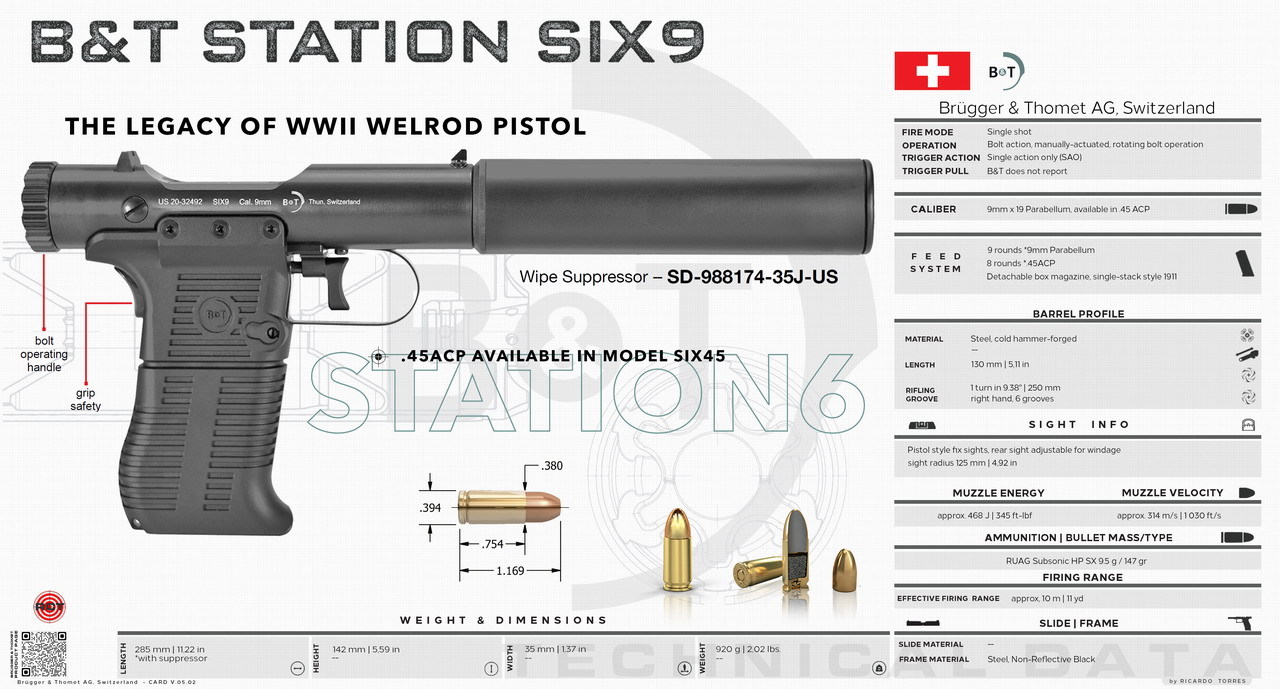 B&T STATION SIX9
THE LEGACY OF WWII WELROD PISTOL
US 20-32492 SIX9 Cal. 9mm B&T Thun, Switzerland
B&T
Wipe Suppressor – SD-988174-35J-US
bolt
operating
handle
grip
safety
.45ACP AVAILABLE IN MODEL SIX45
B&T
STATION6
.380
.394
.754
1.169
B&T
Brügger & Thomet AG, Switzerland
FIRE MODE Single shot
OPERATION Bolt action, manually-actuated, rotating bolt operation
TRIGGER ACTION Single action only (SAO)
TRIGGER PULL B&T does not report
CALIBER 9mm x 19 Parabellum, available in .45 ACP
FEED
SYSTEM
9 rounds *9mm Parabellum
8 rounds *.45ACP
Detachable box magazine, single-stack style 1911
BARREL PROFILE
MATERIAL Steel, cold hammer-forged
--
LENGTH 130 mm | 5,11 in
RIFLING
GROOVE
1 turn in 9.38" | 250 mm
right hand, 6 grooves
SIGHT INFO
Pistol style fix sights, rear sight adjustable for windage
sight radius 125 mm | 4,92 in
MUZZLE ENERGY MUZZLE VELOCITY
approx. 468 J | 345 ft-lbf approx. 314 m/s | 1 030 ft/s
AMMUNITION | BULLET MASS/TYPE
RUAG Subsonic HP SX 9.5 g / 147 gr
FIRING RANGE
EFFECTIVE FIRING RANGE approx. 10 m | 11 yd
SLIDE | FRAME
SLIDE MATERIAL --
FRAME MATERIAL Steel, Non-Reflective Black
WEIGHT & DIMENSIONS
LENGTH 285 mm | 11.22 in
*with suppressor
HEIGHT 142 mm | 5.59 in
--
WIDTH 35 mm | 1.37 in
--
WEIGHT 920 g | 2,02 lbs.
--
TECHNICAL DATA
RDT
Brügger & Thomet AG, Switzerland - CARD V.05.02
by RICARDO TORRES